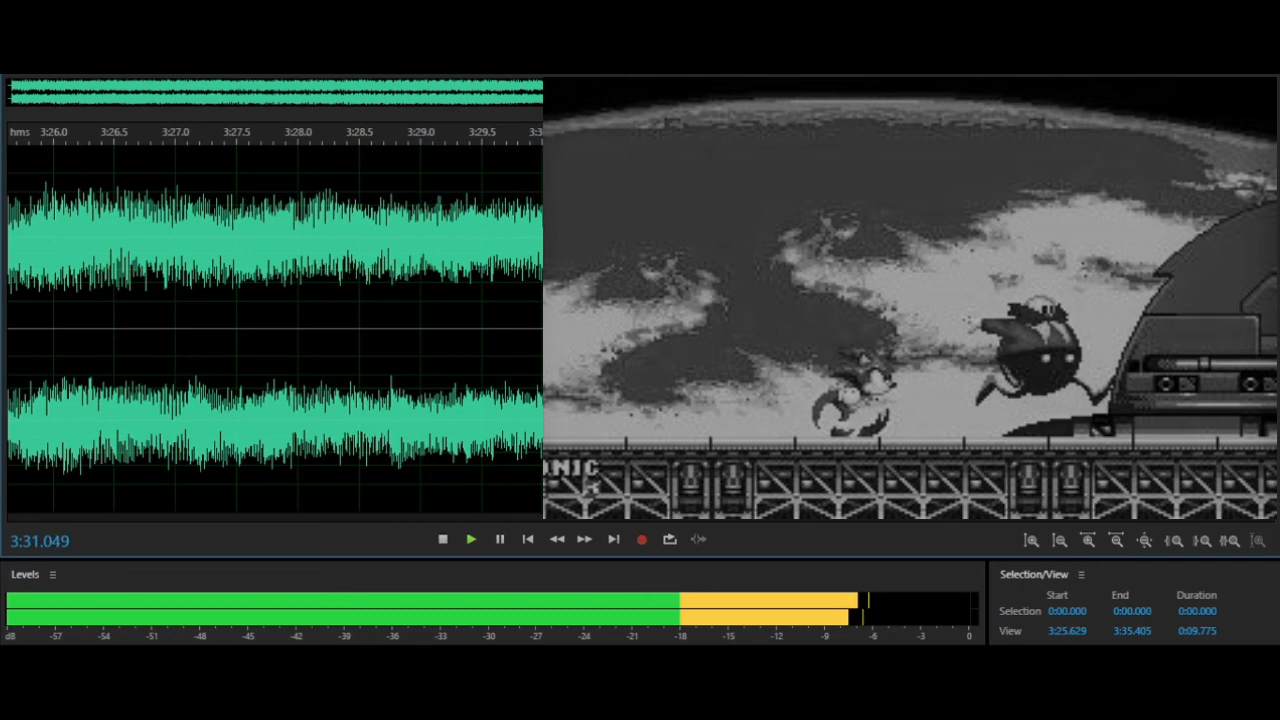 hms 3:26.0 3:26.5 3:27.0 3:27.5 3:28.0 3:28.5 3:29.0 3:29.5 3:3
ONIC
3:31.049
Levels
dB -57 -54 -51 -48 -45 -42 -39 -36 -33 -30 -27 -24 -21 -18 -15 -12 -9 -6 -3 0
Selection/View
Start End Duration
Selection 0:00.000 0:00.000 0:00.000
View 3:25.629 3:35.405 0:09.775